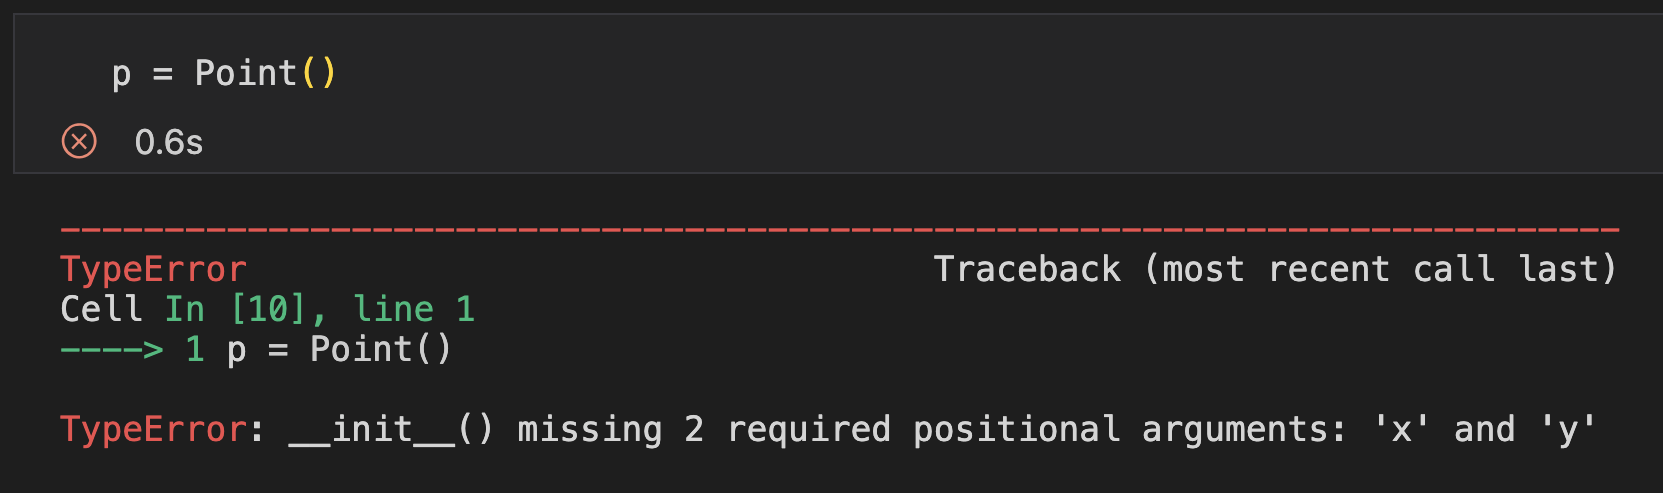 p = Point()
0.6s
---------------------------------------------------------------------------
TypeError                                 Traceback (most recent call last)
Cell In [10], line 1
----> 1 p = Point()
TypeError: __init__() missing 2 required positional arguments: 'x' and 'y'